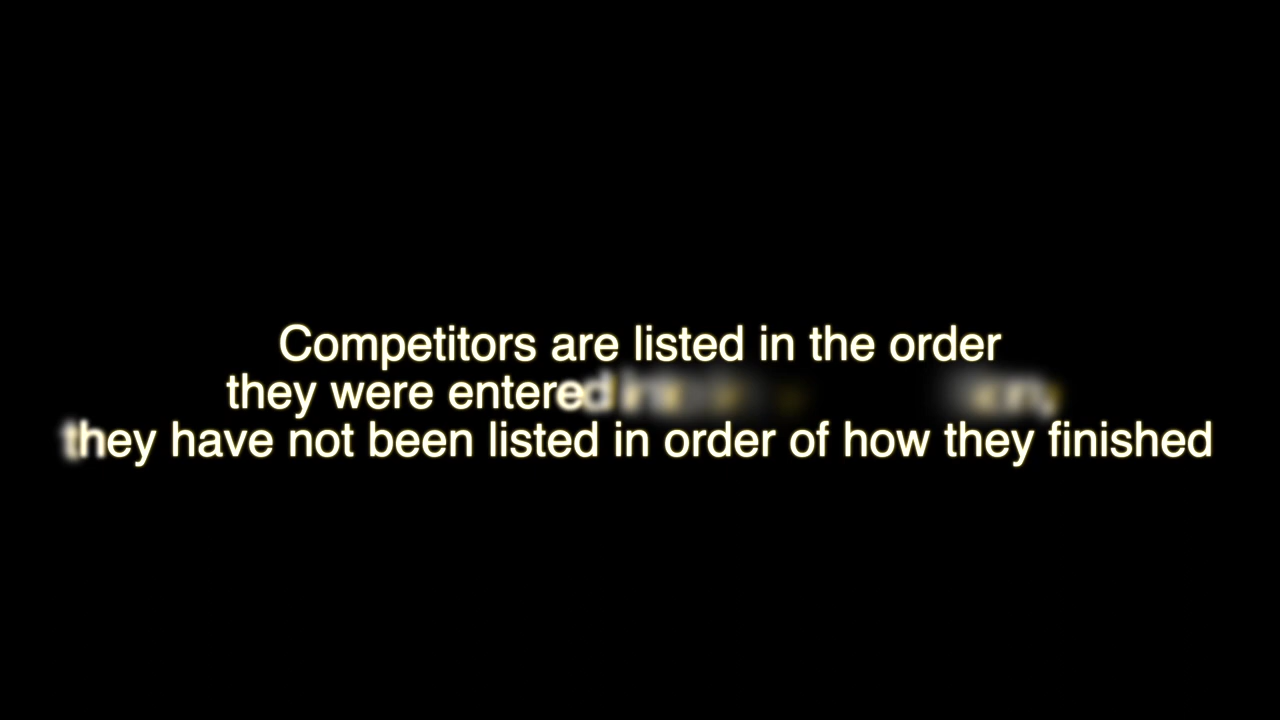 Competitors are listed in the order
they were entered
they have not been listed in order of how they finished